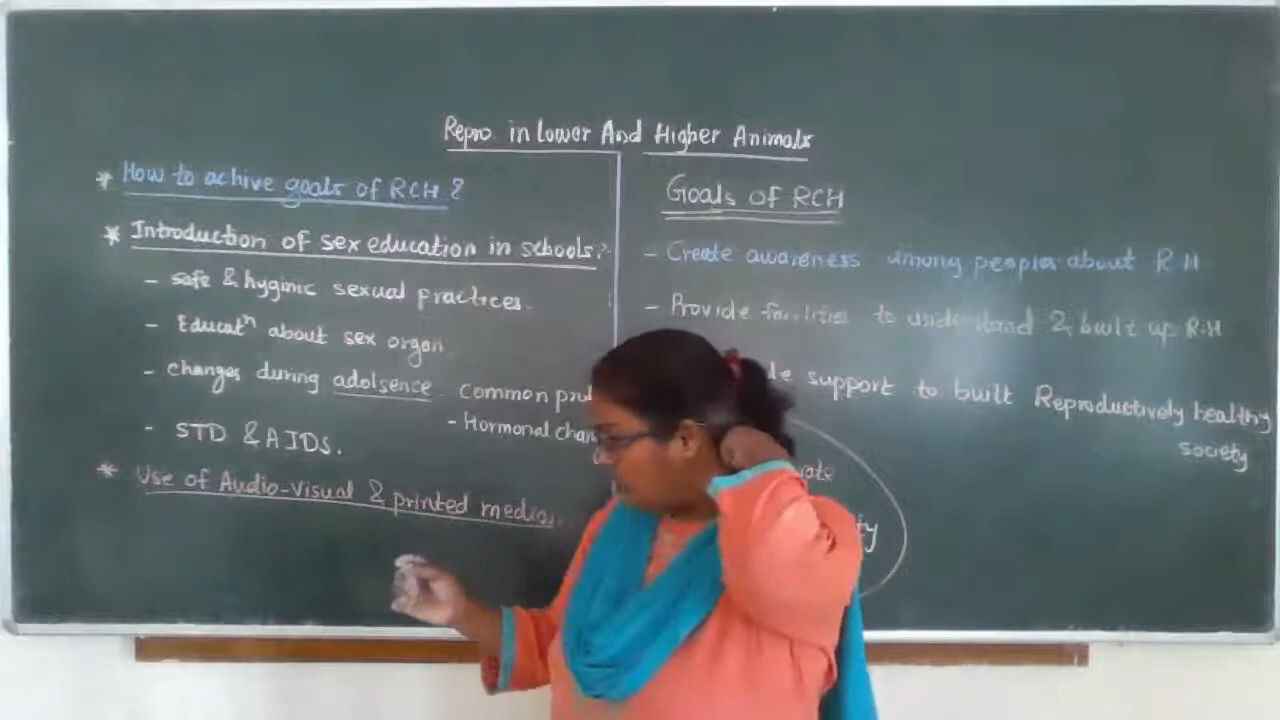 Repro. in Lower And Higher Animals
* How to achive goals of RCH ?
* Introduction of sex education in schools:-
- safe & hyginic sexual practices.
- Educatⁿ about sex organ
- changes during adolsence - common
- Hormonal
- STD & AIDs.
* Use of Audio-Visual & printed media.
Goals of RCH
- Create awareness among peoples about R H
- Provide facilities to understand & built up R.H
support to built Reproductively healthy
society